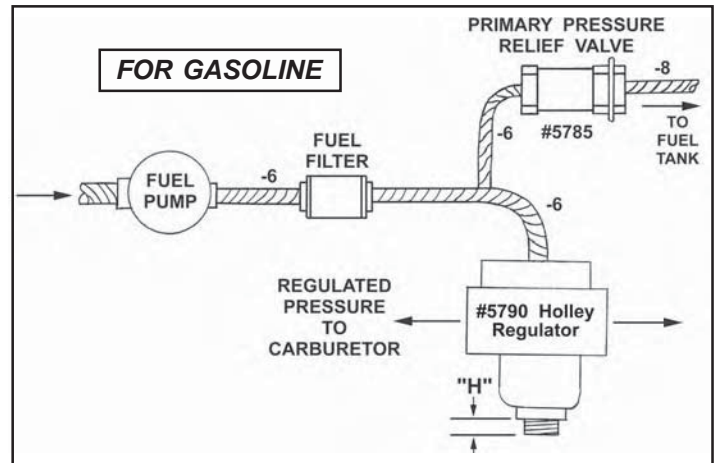 FOR GASOLINE
PRIMARY PRESSURE
RELIEF VALVE
-8
-6
#5785
TO
FUEL
TANK
FUEL
FILTER
FUEL
PUMP
-6
-6
REGULATED
PRESSURE
TO
CARBURETOR
#5790 Holley
Regulator
"H"